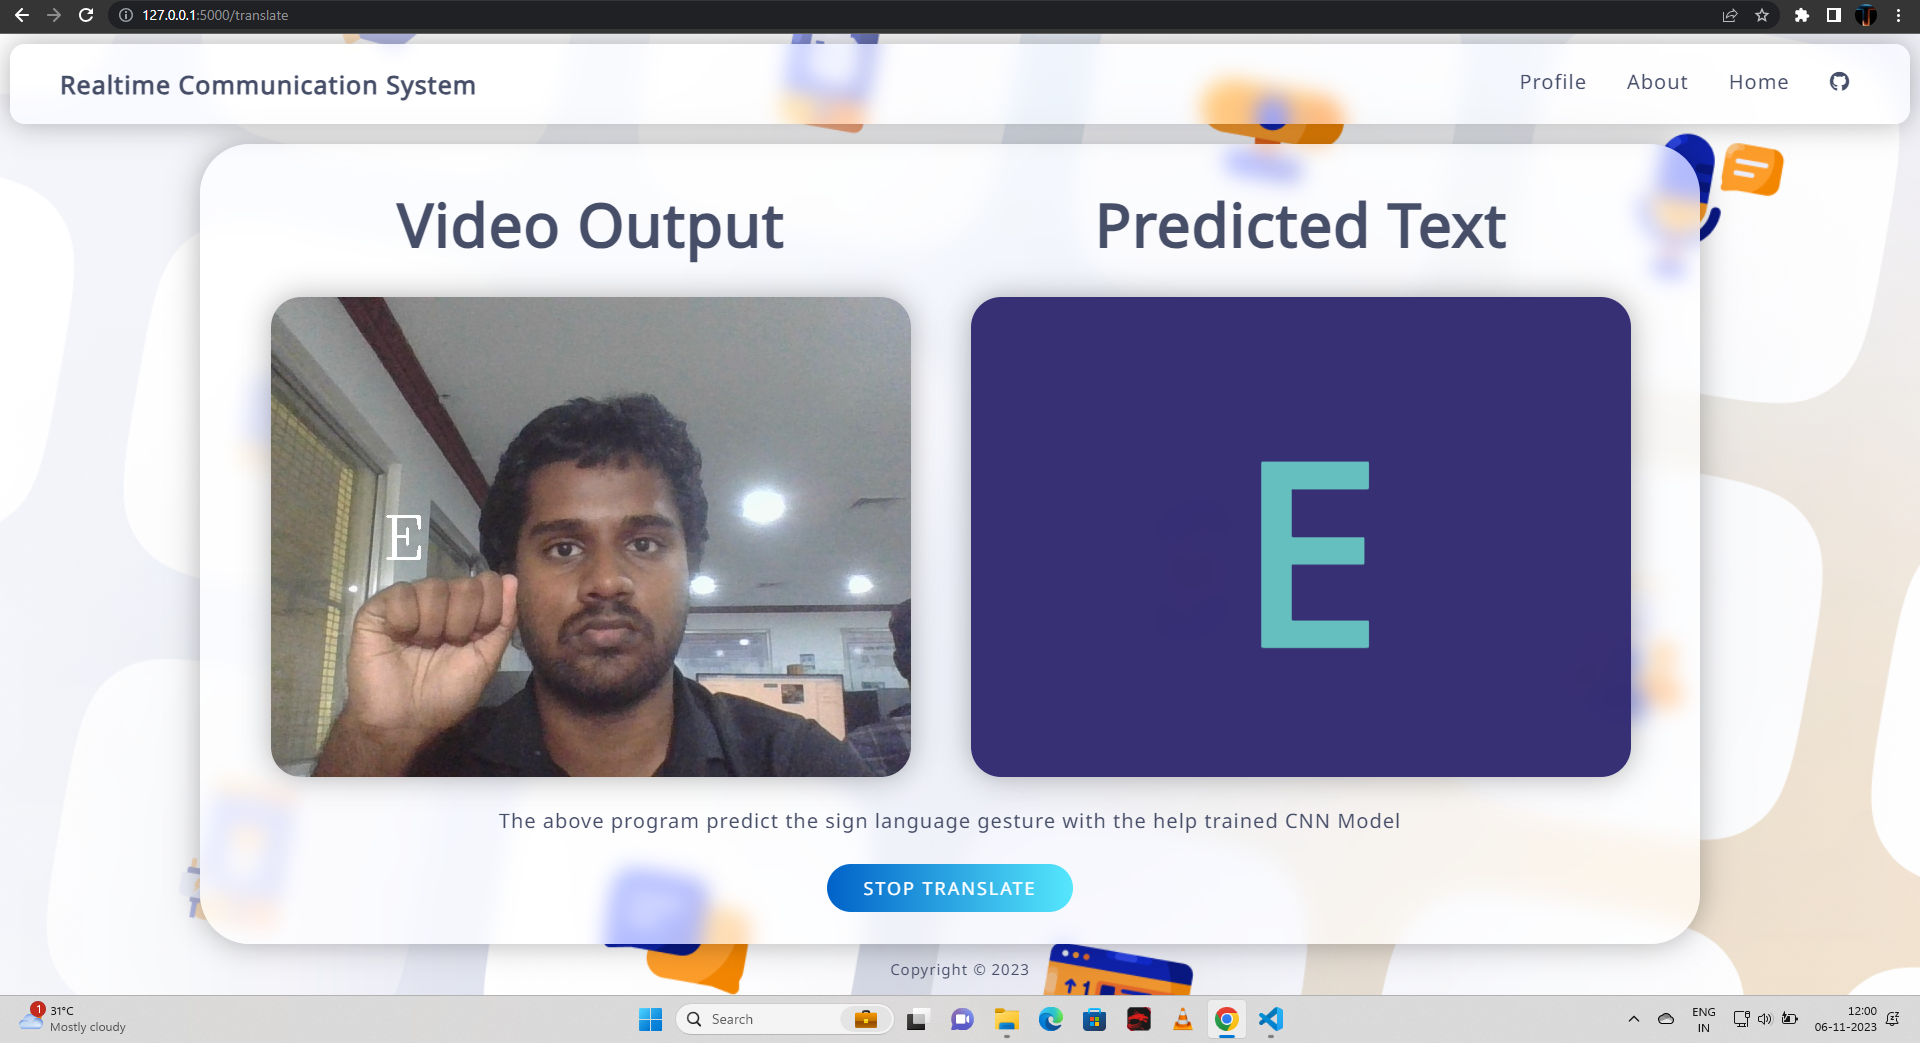 127.0.0.1:5000/translate
Realtime Communication System
Profile
About
Home
Video Output
Predicted Text
E
E
The above program predict the sign language gesture with the help trained CNN Model
STOP TRANSLATE
Copyright © 2023
1
31°C
Mostly cloudy
Search
ENG
IN
12:00
06-11-2023